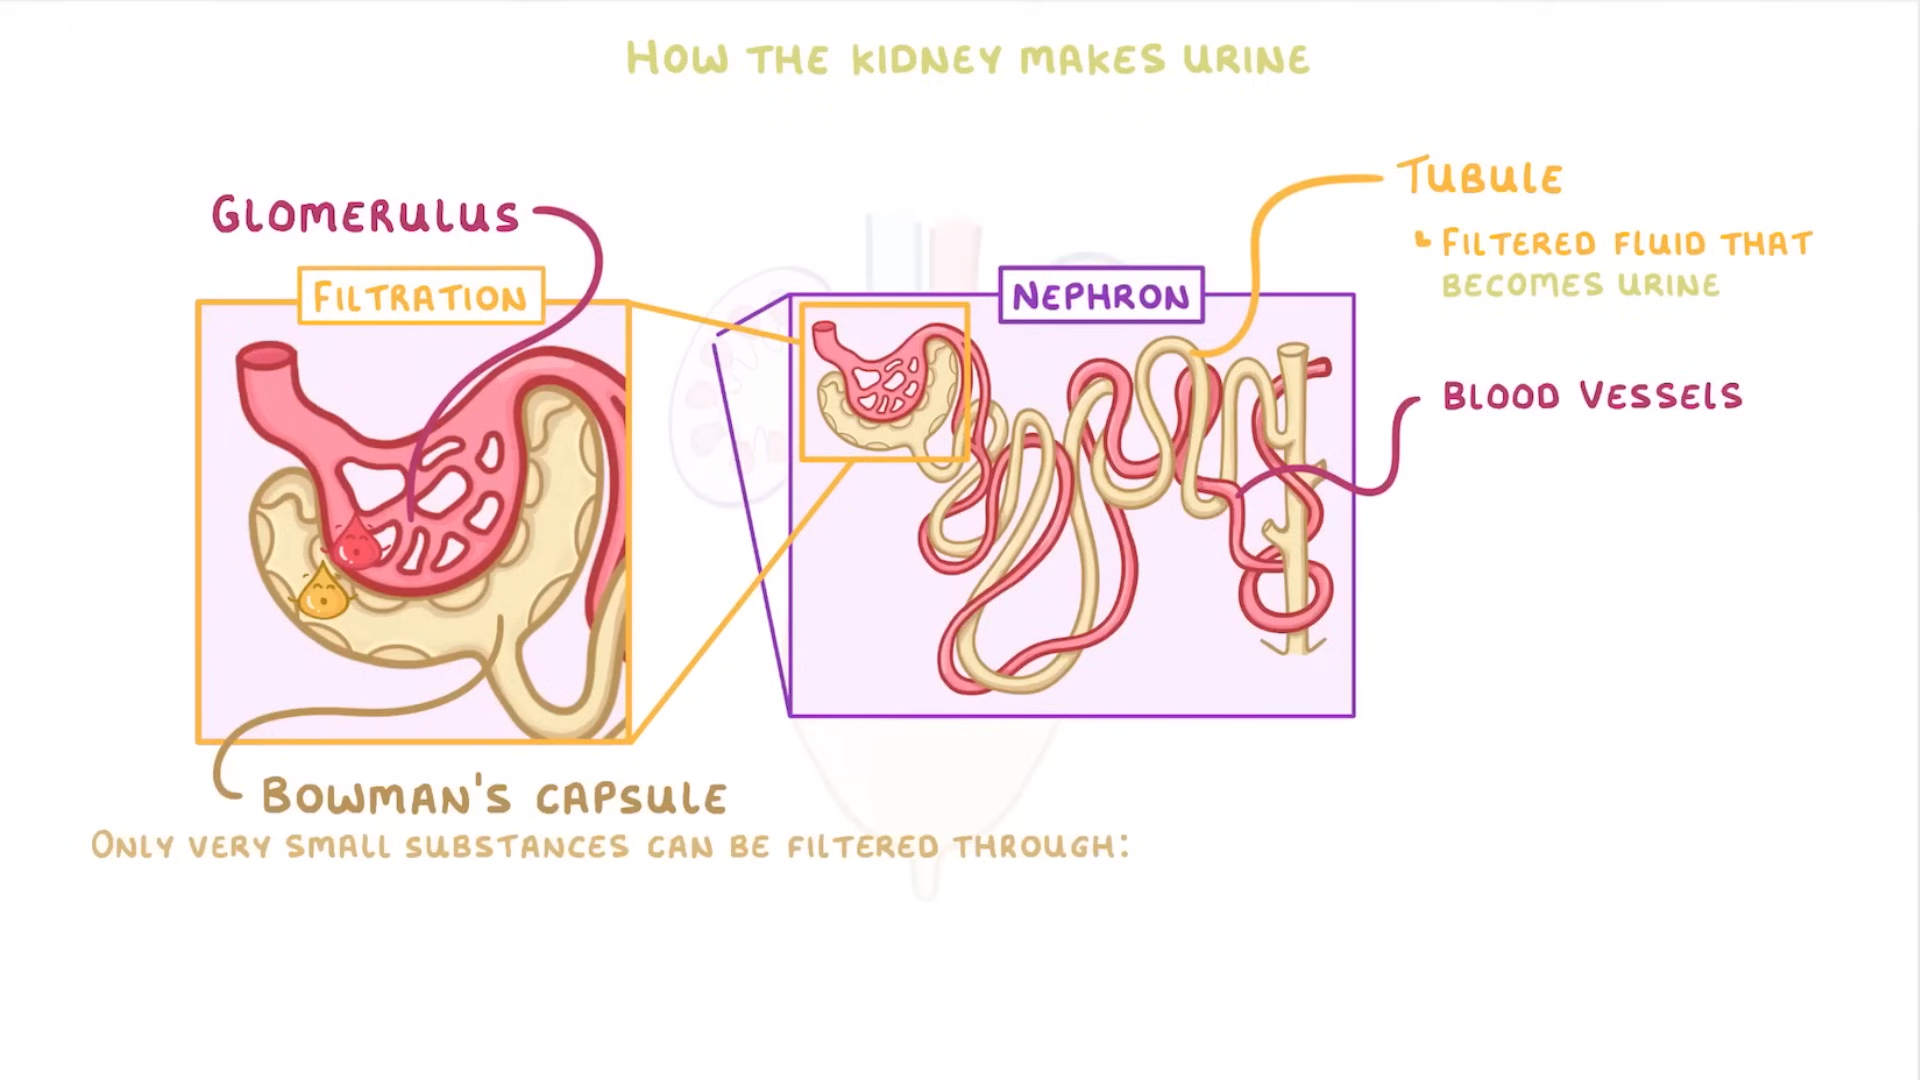 HOW THE KIDNEY MAKES URINE
GLOMERULUS
FILTRATION
NEPHRON
TUBULE
FILTERED FLUID THAT
BECOMES URINE
BLOOD VESSELS
BOWMAN'S CAPSULE
ONLY VERY SMALL SUBSTANCES CAN BE FILTERED THROUGH: